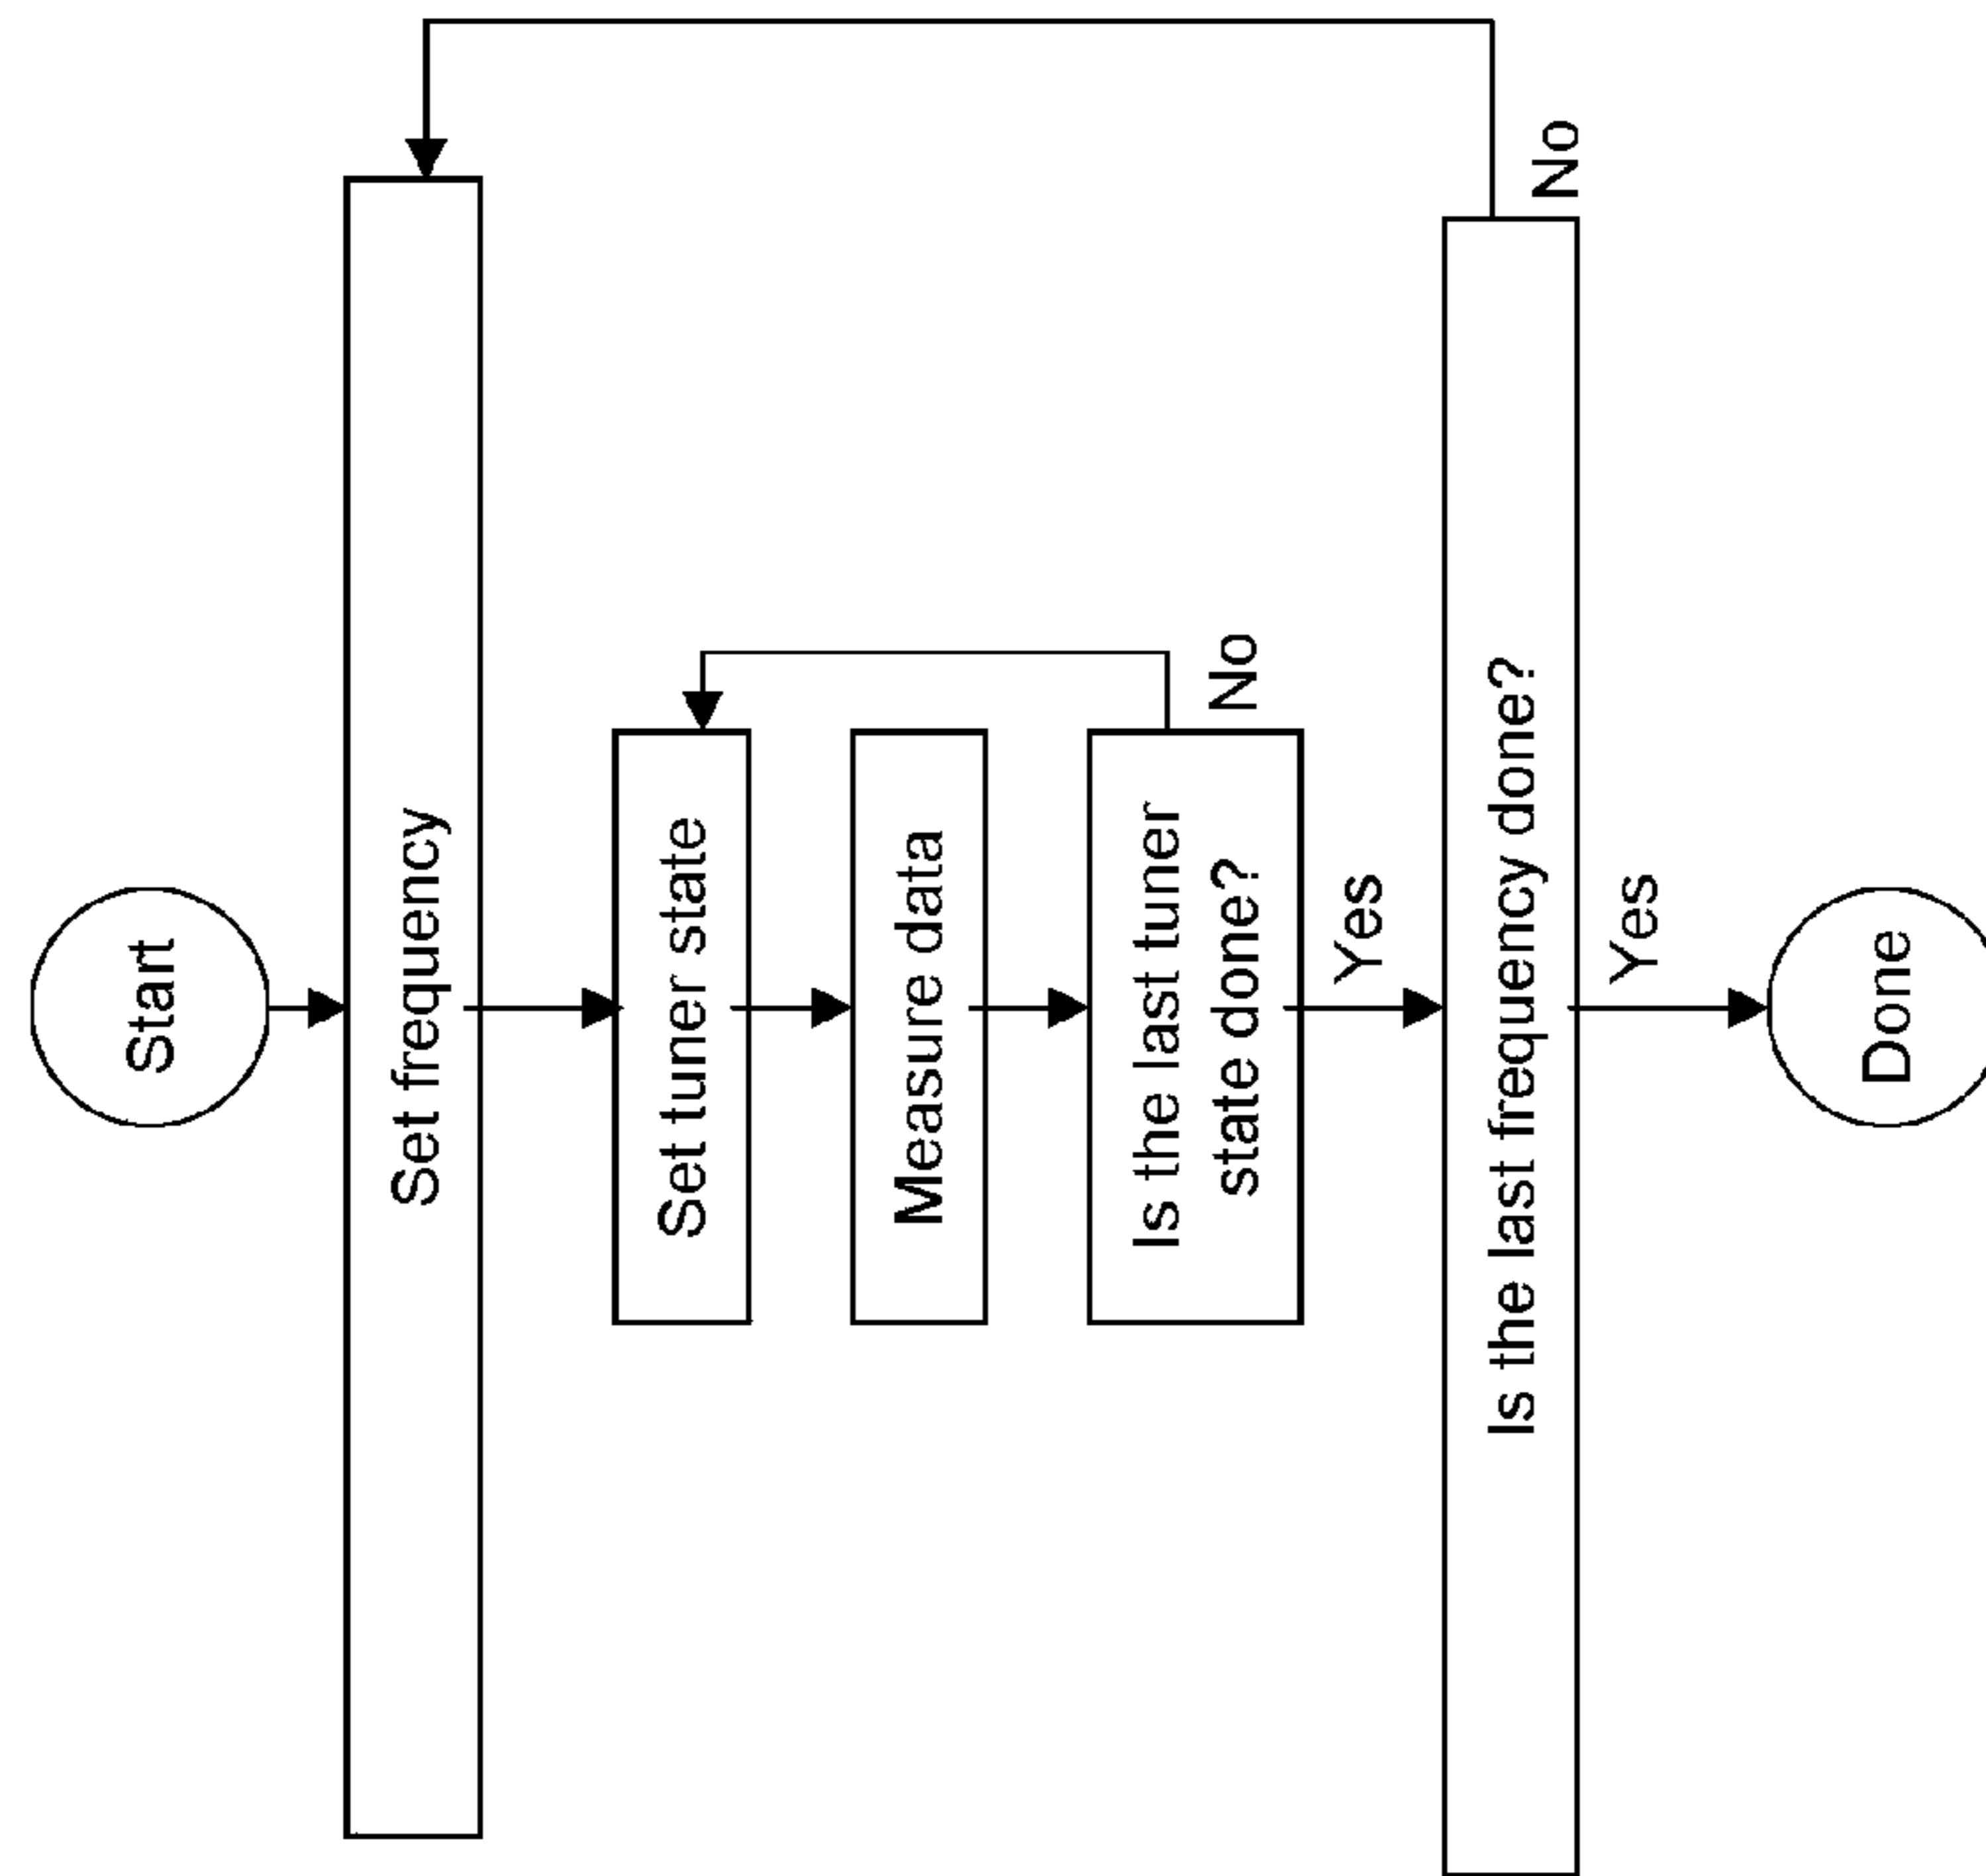 Start
Set frequency
Set tuner state
Measure data
Is the last tuner
state done?
No
Yes
Is the last frequency done?
No
Yes
Done